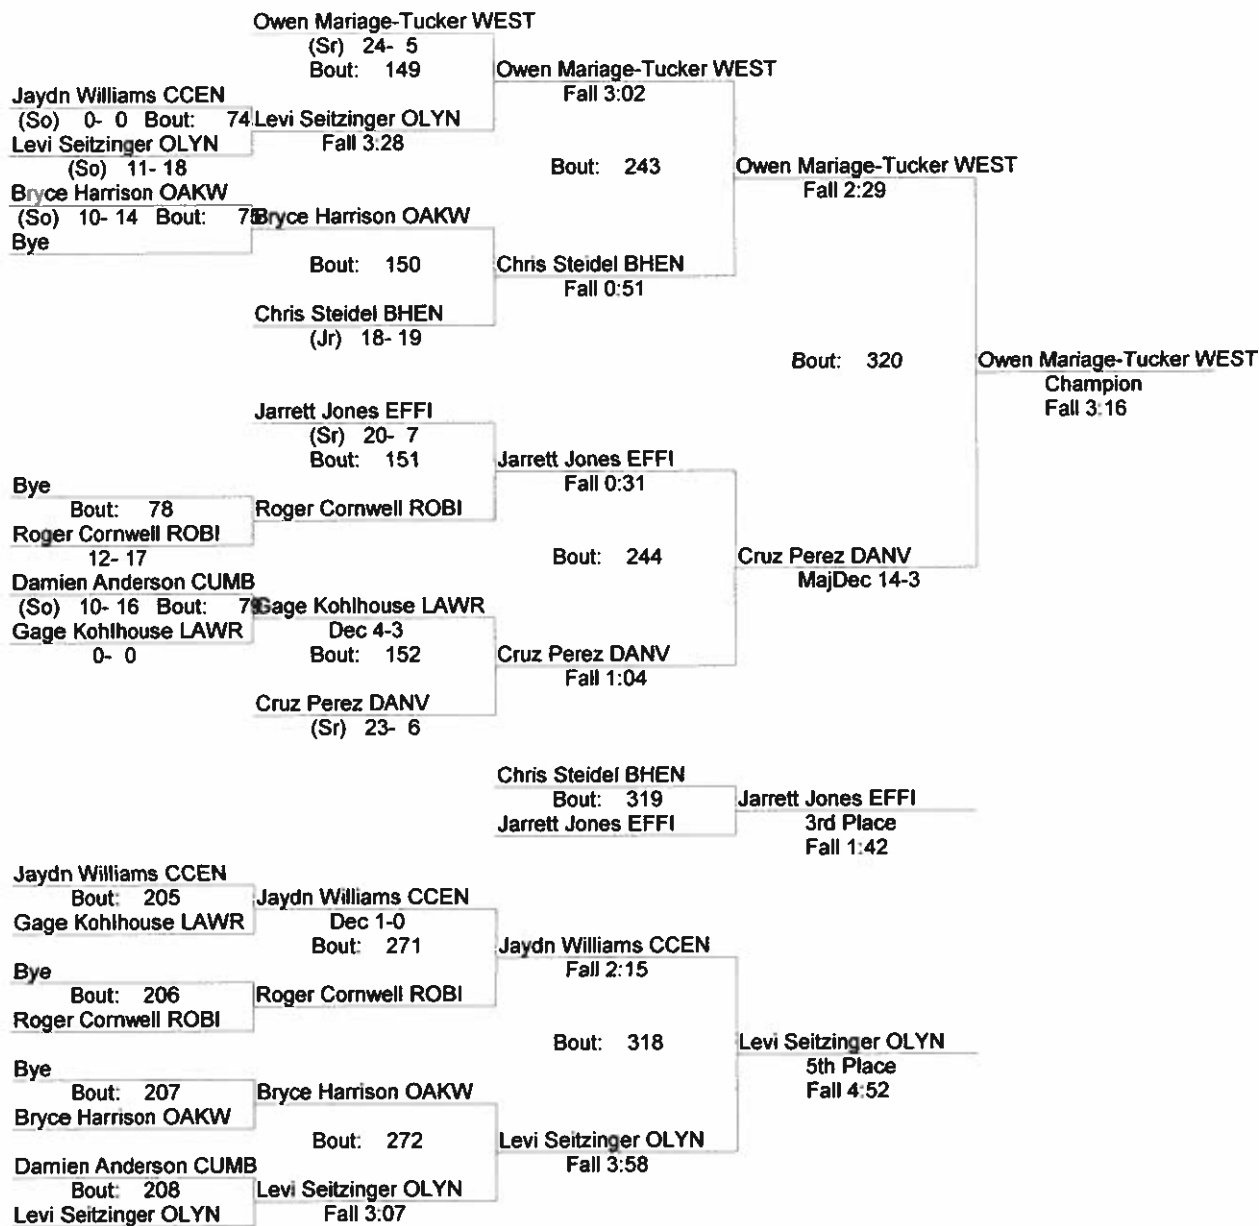 Owen Mariage-Tucker WEST
(Sr) 24- 5
Bout: 149
Owen Mariage-Tucker WEST
Fall 3:02
Jaydn Williams CCEN
(So) 0- 0 Bout: 74
Levi Seitzinger OLYN
Levi Seitzinger OLYN
Fall 3:28
(So) 11- 18
Bout: 243
Owen Mariage-Tucker WEST
Fall 2:29
Bryce Harrison OAKW
(So) 10- 14 Bout: 75
Bryce Harrison OAKW
Bye
Bout: 150
Chris Steidel BHEN
Fall 0:51
Chris Steidel BHEN
(Jr) 18- 19
Bout: 320
Owen Mariage-Tucker WEST
Champion
Fall 3:16
Jarrett Jones EFFI
(Sr) 20- 7
Bout: 151
Jarrett Jones EFFI
Fall 0:31
Bye
Bout: 78
Roger Cornwell ROBI
Roger Cornwell ROBI
12- 17
Bout: 244
Cruz Perez DANV
MajDec 14-3
Damien Anderson CUMB
(So) 10- 16 Bout: 79
Gage Kohlhouse LAWR
Gage Kohlhouse LAWR
Dec 4-3
0- 0
Bout: 152
Cruz Perez DANV
Fall 1:04
Cruz Perez DANV
(Sr) 23- 6
Chris Steidel BHEN
Bout: 319
Jarrett Jones EFFI
Jarrett Jones EFFI
3rd Place
Fall 1:42
Jaydn Williams CCEN
Bout: 205
Jaydn Williams CCEN
Gage Kohlhouse LAWR
Dec 1-0
Bout: 271
Jaydn Williams CCEN
Fall 2:15
Bye
Bout: 206
Roger Cornwell ROBI
Roger Cornwell ROBI
Bout: 318
Levi Seitzinger OLYN
5th Place
Fall 4:52
Bye
Bout: 207
Bryce Harrison OAKW
Bryce Harrison OAKW
Bout: 272
Levi Seitzinger OLYN
Fall 3:58
Damien Anderson CUMB
Bout: 208
Levi Seitzinger OLYN
Levi Seitzinger OLYN
Fall 3:07